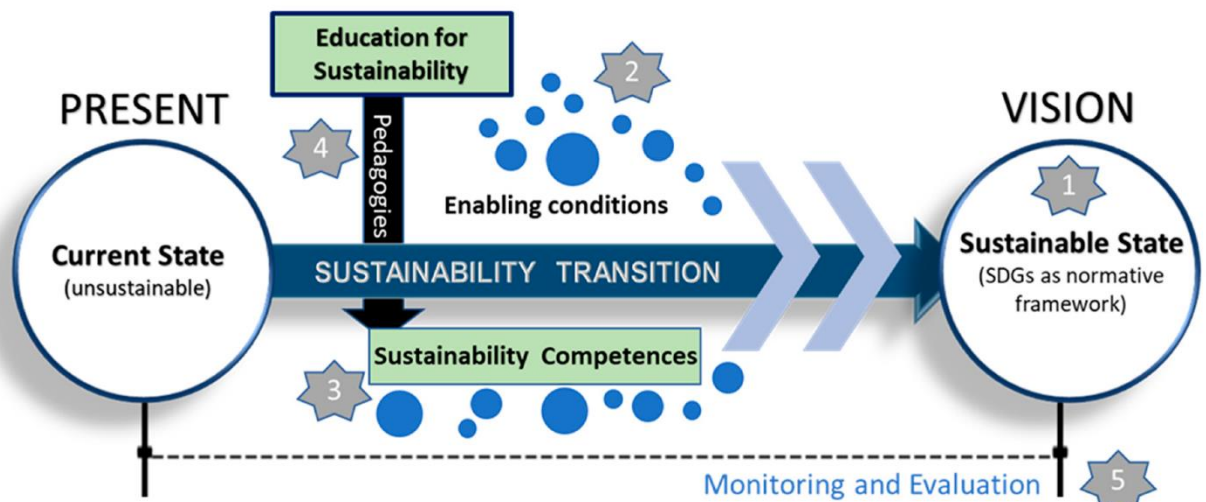 Education for
Sustainability
2
PRESENT
VISION
4
Pedagogies
1
Enabling conditions
Current State
(unsustainable)
SUSTAINABILITY TRANSITION
Sustainable State
(SDGs as normative
framework)
Sustainability Competences
3
Monitoring and Evaluation
5